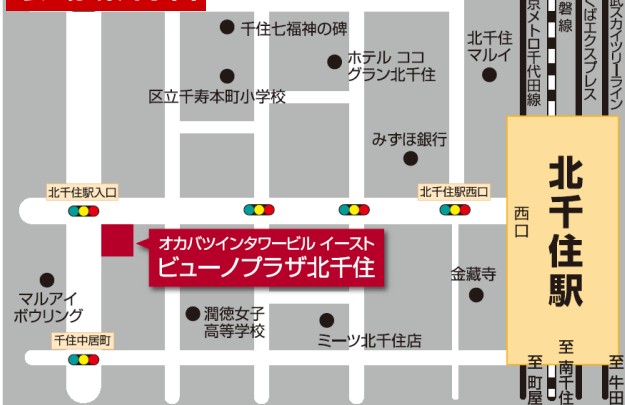 千住七福神の碑
ホテル ココ
グラン北千住
北千住
マルイ
区立千寿本町小学校
みずほ銀行
北千住駅入口
北千住駅西口
西口
北千住駅
オカバツインタワービル イースト
ビューノプラザ北千住
マルアイ
ボウリング
金蔵寺
潤徳女子
高等学校
ミーツ北千住店
千住中居町
京メトロ千代田線
磐線
くばエクスプレス
武スカイツリーライン
至 町屋
至 南千住
至 牛田